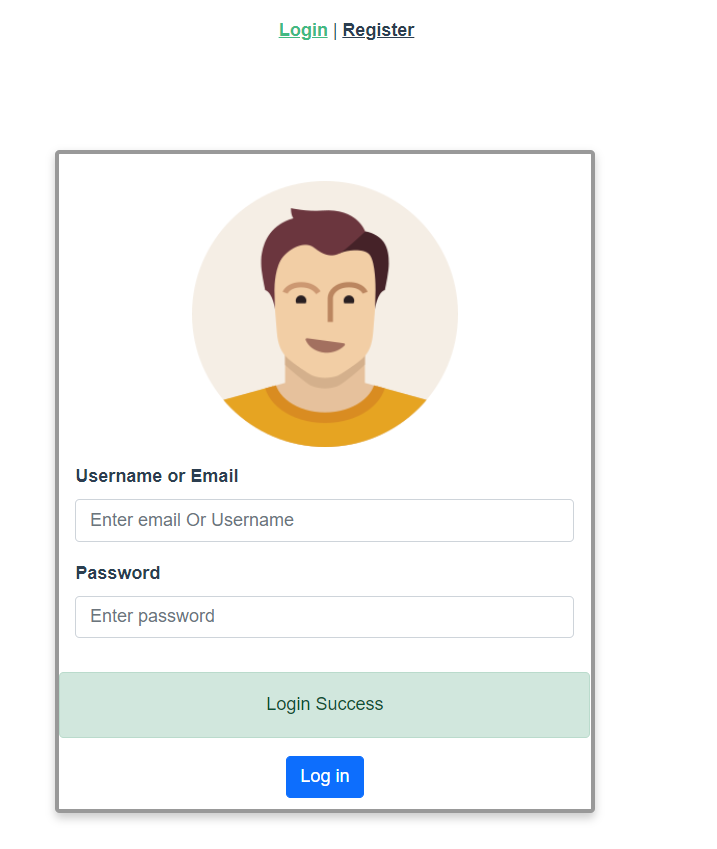 Login | Register
Username or Email
Enter email Or Username
Password
Enter password
Login Success
Log in